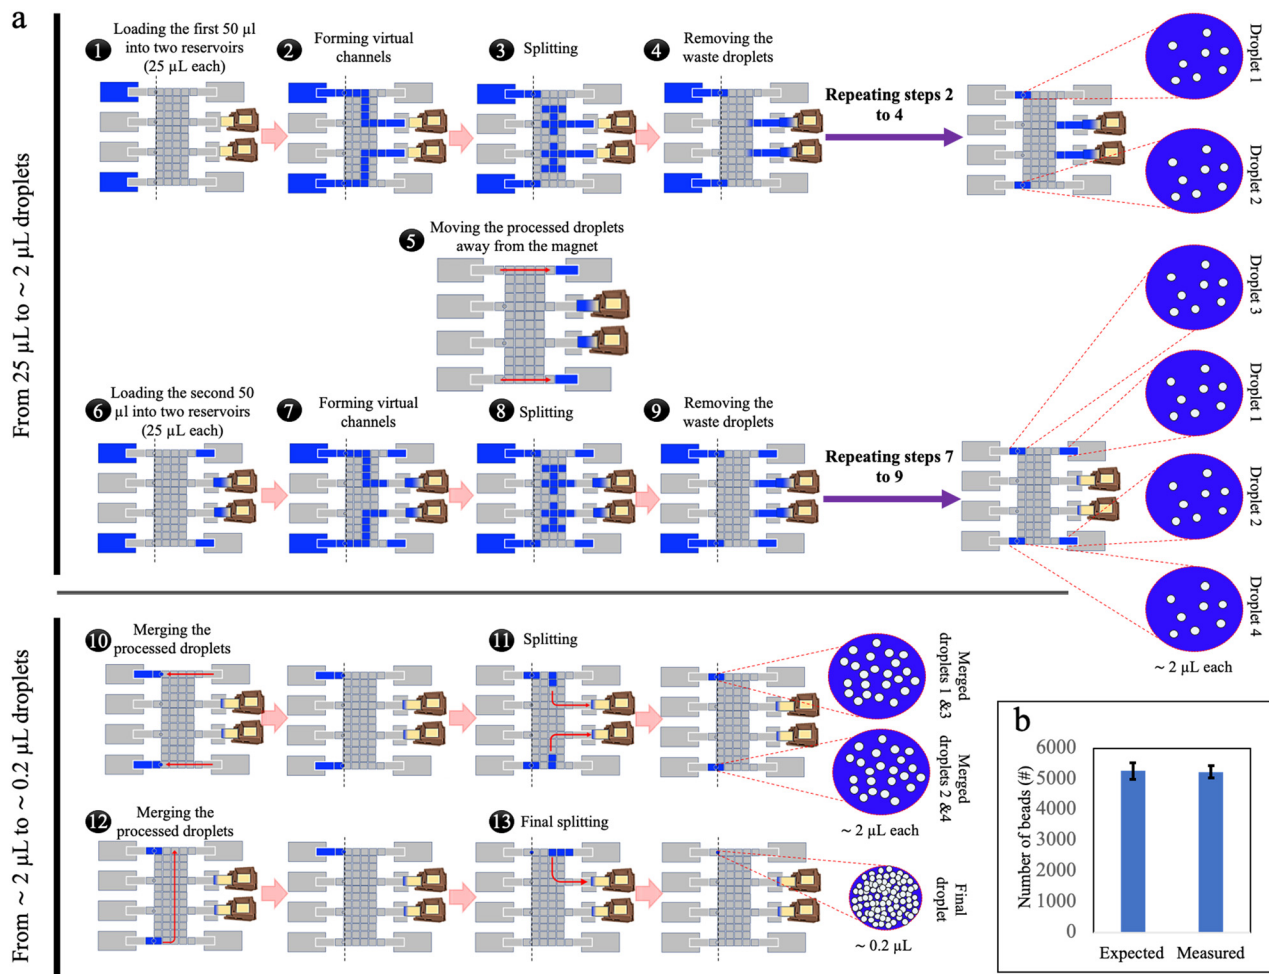 a
From 25 µL to ~ 2 µL droplets
1
Loading the first 50 µl
into two reservoirs
(25 µL each)
2
Forming virtual
channels
3
Splitting
4
Removing the
waste droplets
Repeating steps 2
to 4
Droplet 1
Droplet 2
5
Moving the processed droplets
away from the magnet
6
Loading the second 50
µl into two reservoirs
(25 µL each)
7
Forming virtual
channels
8
Splitting
9
Removing the
waste droplets
Repeating steps 7
to 9
Droplet 3
Droplet 1
Droplet 2
Droplet 4
~ 2 µL each
From ~ 2 µL to ~ 0.2 µL droplets
10
Merging the
processed droplets
11
Splitting
Merged
droplets 1 &3
Merged
droplets 2 &4
~ 2 µL each
12
Merging the
processed droplets
13
Final splitting
Final
droplet
~ 0.2 µL
b
Number of beads (#)
6000
5000
4000
3000
2000
1000
0
Expected
Measured